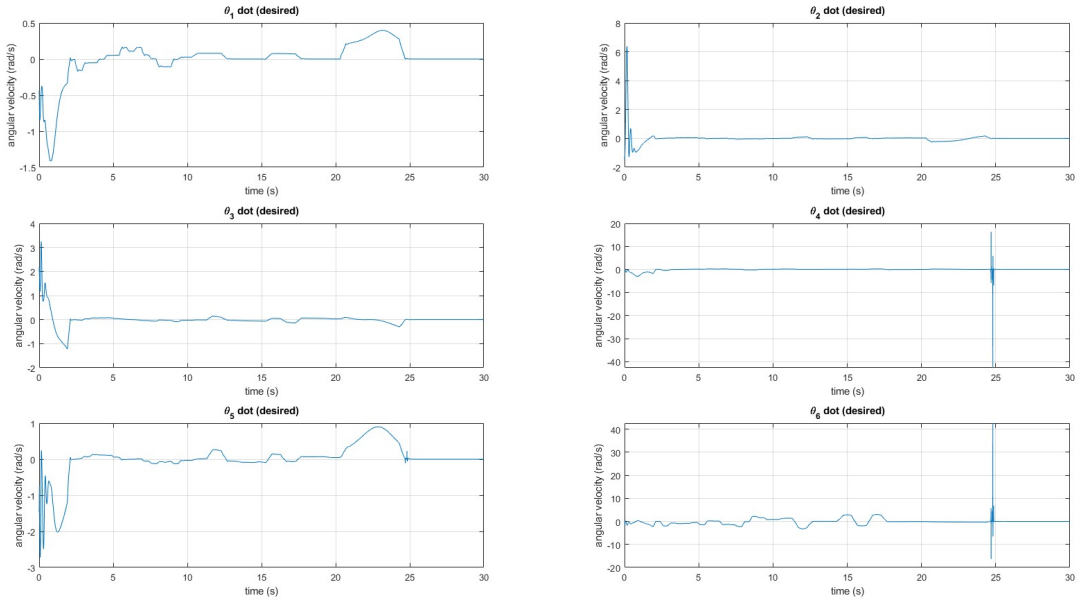 θ1 dot (desired)
angular velocity (rad/s)
0.5
0
-0.5
-1
-1.5
0 5 10 15 20 25 30
time (s)
θ2 dot (desired)
angular velocity (rad/s)
8
6
4
2
0
-2
0 5 10 15 20 25 30
time (s)
θ3 dot (desired)
angular velocity (rad/s)
4
3
2
1
0
-1
-2
0 5 10 15 20 25 30
time (s)
θ4 dot (desired)
angular velocity (rad/s)
20
10
0
-10
-20
-30
-40
0 5 10 15 20 25 30
time (s)
θ5 dot (desired)
angular velocity (rad/s)
1
0
-1
-2
-3
0 5 10 15 20 25 30
time (s)
θ6 dot (desired)
angular velocity (rad/s)
40
30
20
10
0
-10
-20
0 5 10 15 20 25 30
time (s)